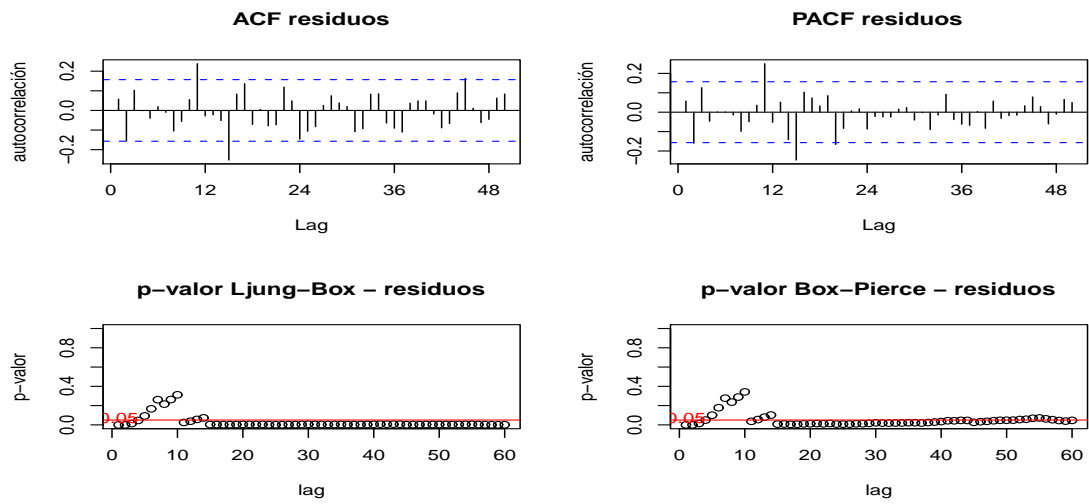 ACF residuos
autocorrelación
-0.2 0.0 0.2
0 12 24 36 48
Lag
PACF residuos
autocorrelación
-0.2 0.0 0.2
0 12 24 36 48
Lag
p-valor Ljung-Box - residuos
p-valor
0.0 0.4 0.8
0.05
0 10 20 30 40 50 60
lag
p-valor Box-Pierce - residuos
p-valor
0.0 0.4 0.8
0.05
0 10 20 30 40 50 60
lag